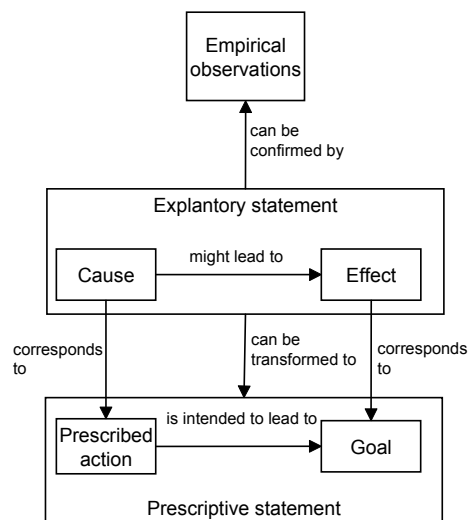 Empirical
observations
can be
confirmed by
Explantory statement
might lead to
Cause
Effect
corresponds
to
can be
transformed to
corresponds
to
is intended to lead to
Prescribed
action
Goal
Prescriptive statement